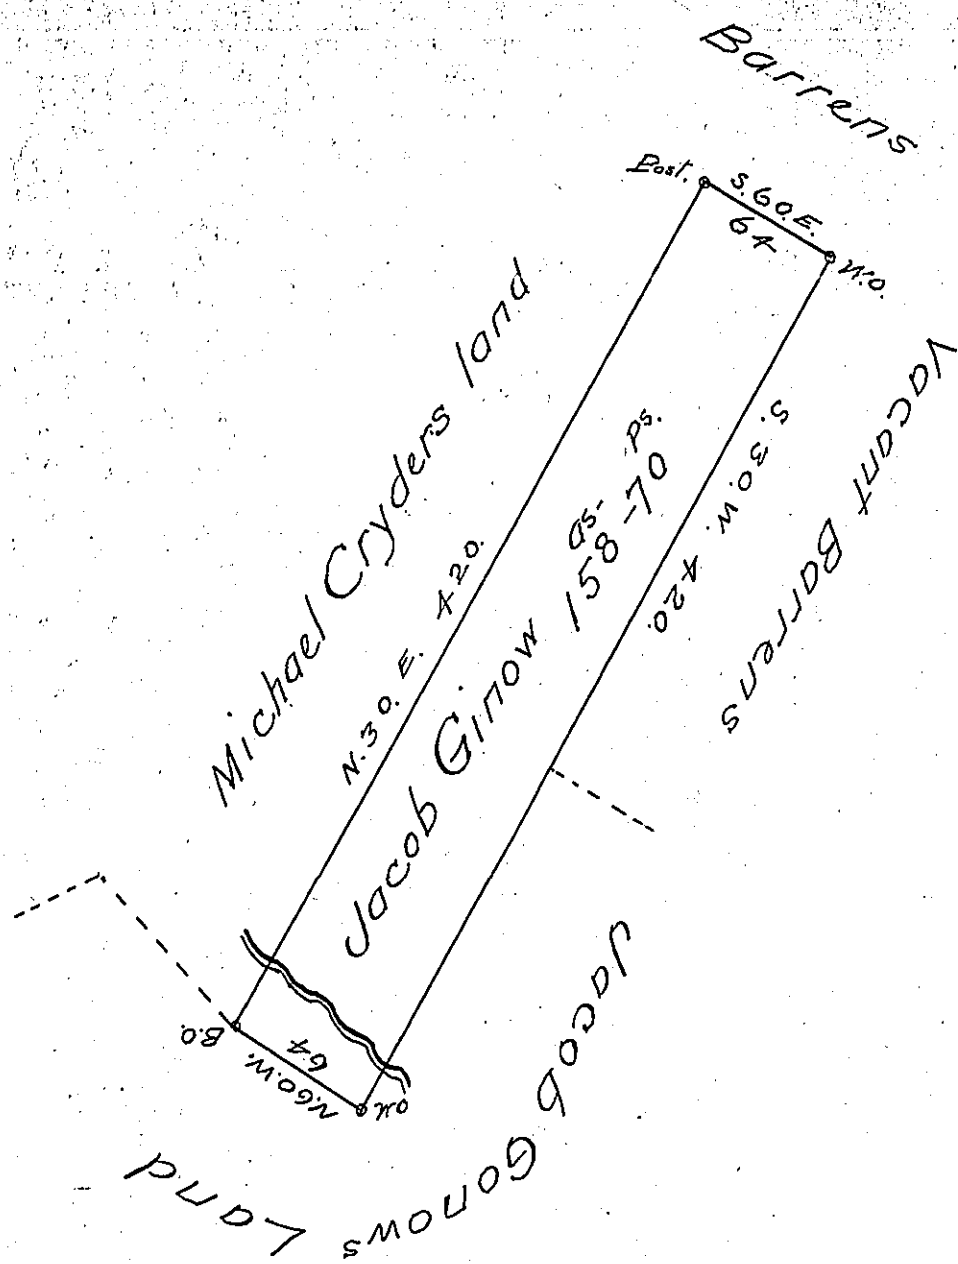 Barrens
Post.
S.60.E.
64
W.O.
Vacant Barrens
S. 30.W. 420.
Michael Cryders land
N.30. E. 420.
as- ps.
Jacob Ginow 158-70
B.O.
64
N.60.W.
W.O
Jacob Gonows Land